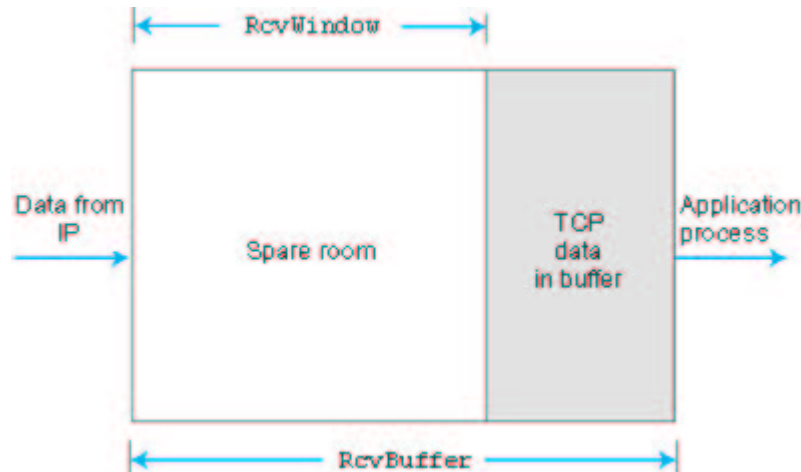 RcvWindow
Data from
IP
Spare room
TCP
data
in buffer
Application
process
RcvBuffer